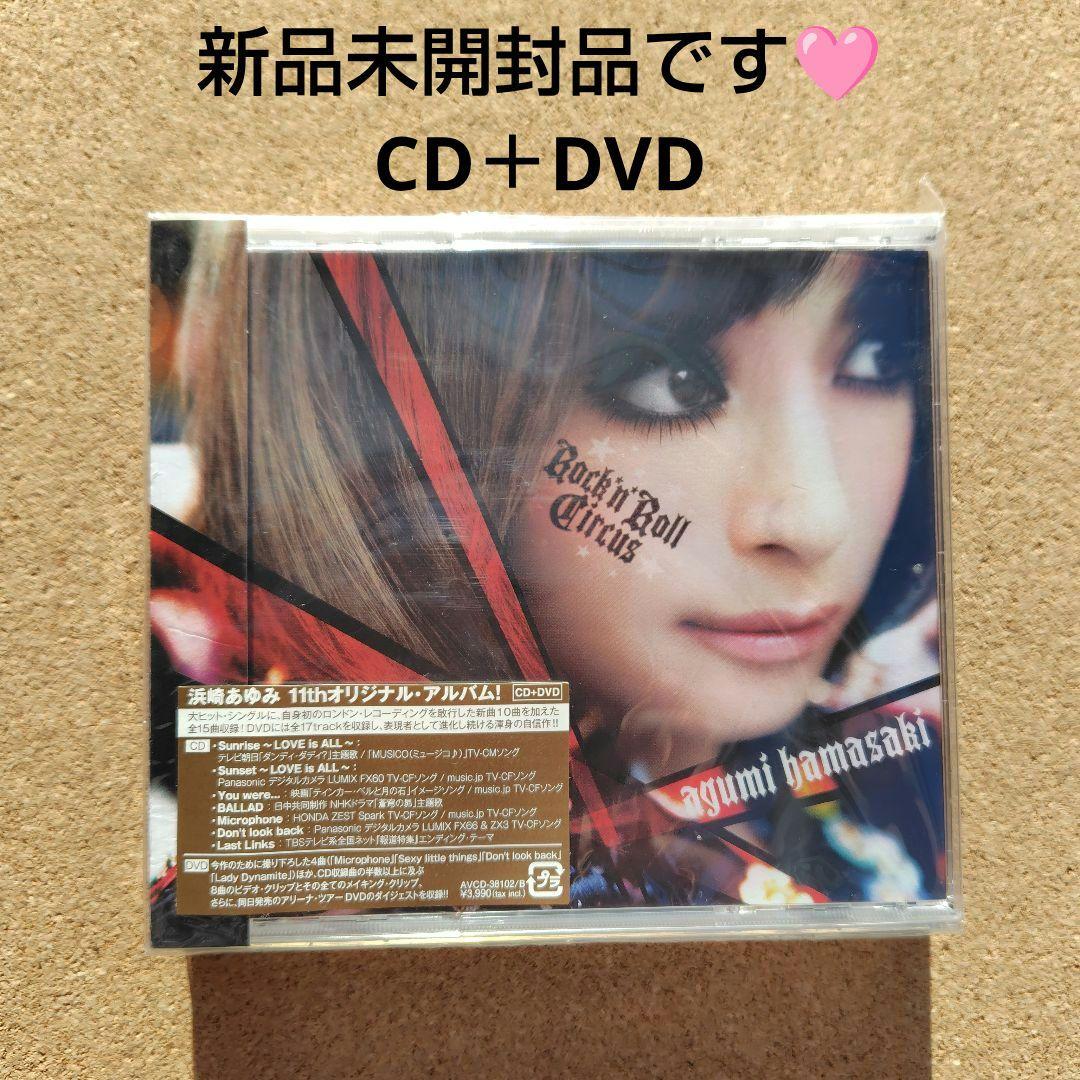 新品未開封品です🩷
CD＋DVD
Rock'n'Roll
Circus
ayumi hamasaki
浜崎あゆみ 11thオリジナル・アルバム! CD+DVD
大ヒット・シングルに、自身初のロンドン・レコーディングを敢行した新曲10曲を加えた
全15曲収録!DVDには全17trackを収録し、表現者として進化し続ける渾身の自信作!!
CD ・Sunrise ～LOVE is ALL～：
テレビ朝日「ダンディ・ダディ?」主題歌 / 「MUSICO(ミュージコ♪)」TV-CMソング
・Sunset ～LOVE is ALL～：
Panasonic デジタルカメラ LUMIX FX60 TV-CFソング / music.jp TV-CFソング
・You were...：映画「ティンカー・ベルと月の石」イメージソング / music.jp TV-CFソング
・BALLAD：日中共同制作 NHKドラマ「蒼穹の昴」主題歌
・Microphone：HONDA ZEST Spark TV-CFソング / music.jp TV-CFソング
・Don't look back：Panasonic デジタルカメラ LUMIX FX66 & ZX3 TV-CFソング
・Last Links：TBSテレビ系全国ネット「報道特集」エンディング・テーマ
DVD 今作のために撮り下ろした4曲(「Microphone」「Sexy little things」「Don't look back」
「Lady Dynamite」)ほか、CD収録曲の半数以上に及ぶ
8曲のビデオ・クリップとその全てのメイキング・クリップ、
さらに、同日発売のアリーナ・ツアーDVDのダイジェストを収録!!
AVCD-38102/B
¥3,990(tax incl.)
プラ